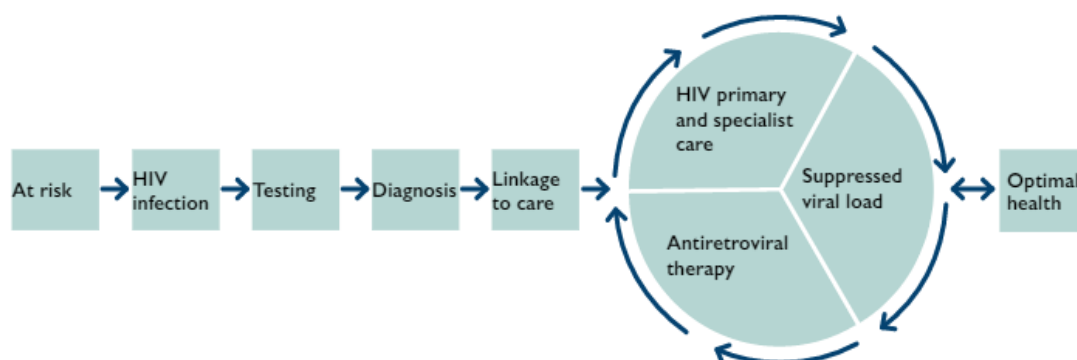 At risk
HIV
infection
Testing
Diagnosis
Linkage
to care
HIV primary
and specialist
care
Suppressed
viral load
Antiretroviral
therapy
Optimal
health